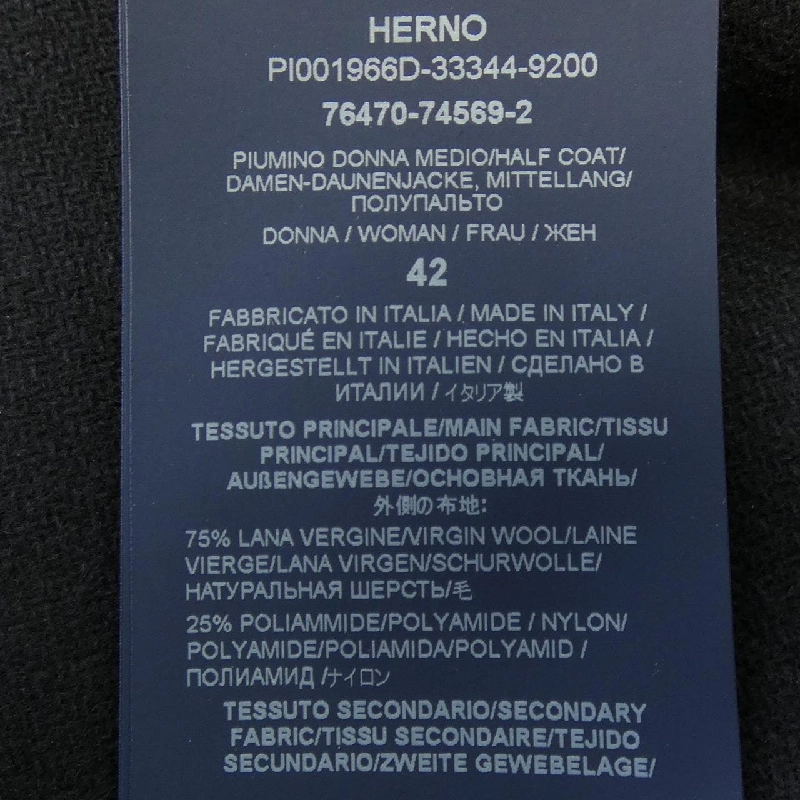 HERNO
PI001966D-33344-9200
76470-74569-2
PIUMINO DONNA MEDIO/HALF COAT/
DAMEN-DAUNENJACKE, MITTELLANG/
ПОЛУПАЛЬТО
DONNA / WOMAN / FRAU / ЖЕН
42
FABBRICATO IN ITALIA / MADE IN ITALY /
FABRIQUÉ EN ITALIE / HECHO EN ITALIA /
HERGESTELLT IN ITALIEN / СДЕЛАНО В
ИТАЛИИ / イタリア製
TESSUTO PRINCIPALE/MAIN FABRIC/TISSU
PRINCIPAL/TEJIDO PRINCIPAL/
AUßENGEWEBE/ОСНОВНАЯ ТКАНЬ/
外側の布地:
75% LANA VERGINE/VIRGIN WOOL/LAINE
VIERGE/LANA VIRGEN/SCHURWOLLE/
НАТУРАЛЬНАЯ ШЕРСТЬ/毛
25% POLIAMMIDE/POLYAMIDE / NYLON/
POLYAMIDE/POLIAMIDA/POLYAMID /
ПОЛИАМИД /ナイロン
TESSUTO SECONDARIO/SECONDARY
FABRIC/TISSU SECONDAIRE/TEJIDO
SECUNDARIO/ZWEITE GEWEBELAGE/